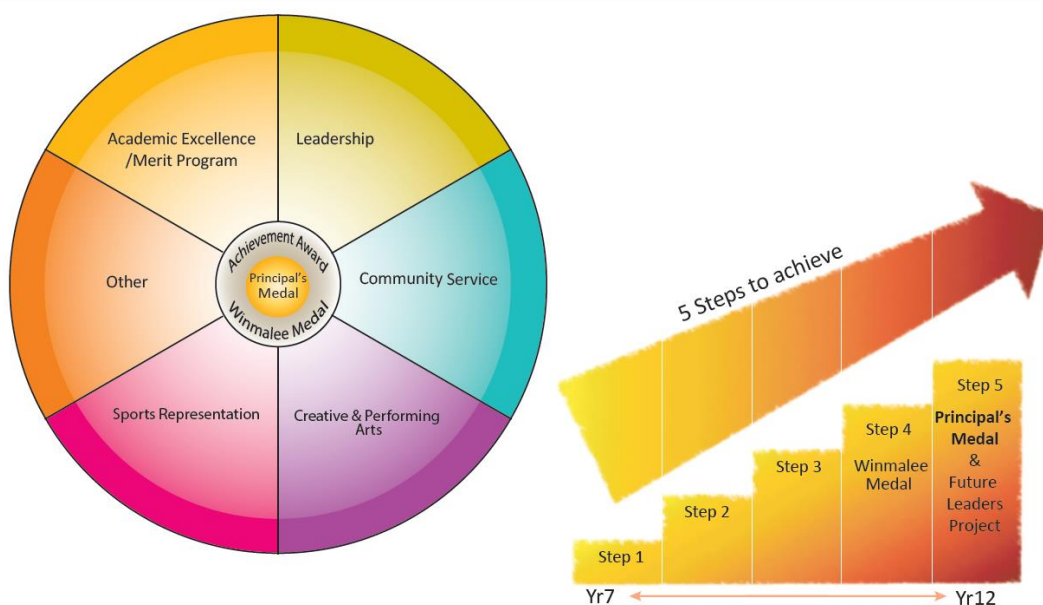 Academic Excellence
/Merit Program
Leadership
Other
Achievement Award
Principal's
Medal
Winmalee Medal
Community Service
Sports Representation
Creative & Performing
Arts
5 Steps to achieve
Step 1
Step 2
Step 3
Step 4
Winmalee
Medal
Step 5
Principal's
Medal
&
Future
Leaders
Project
Yr7
Yr12